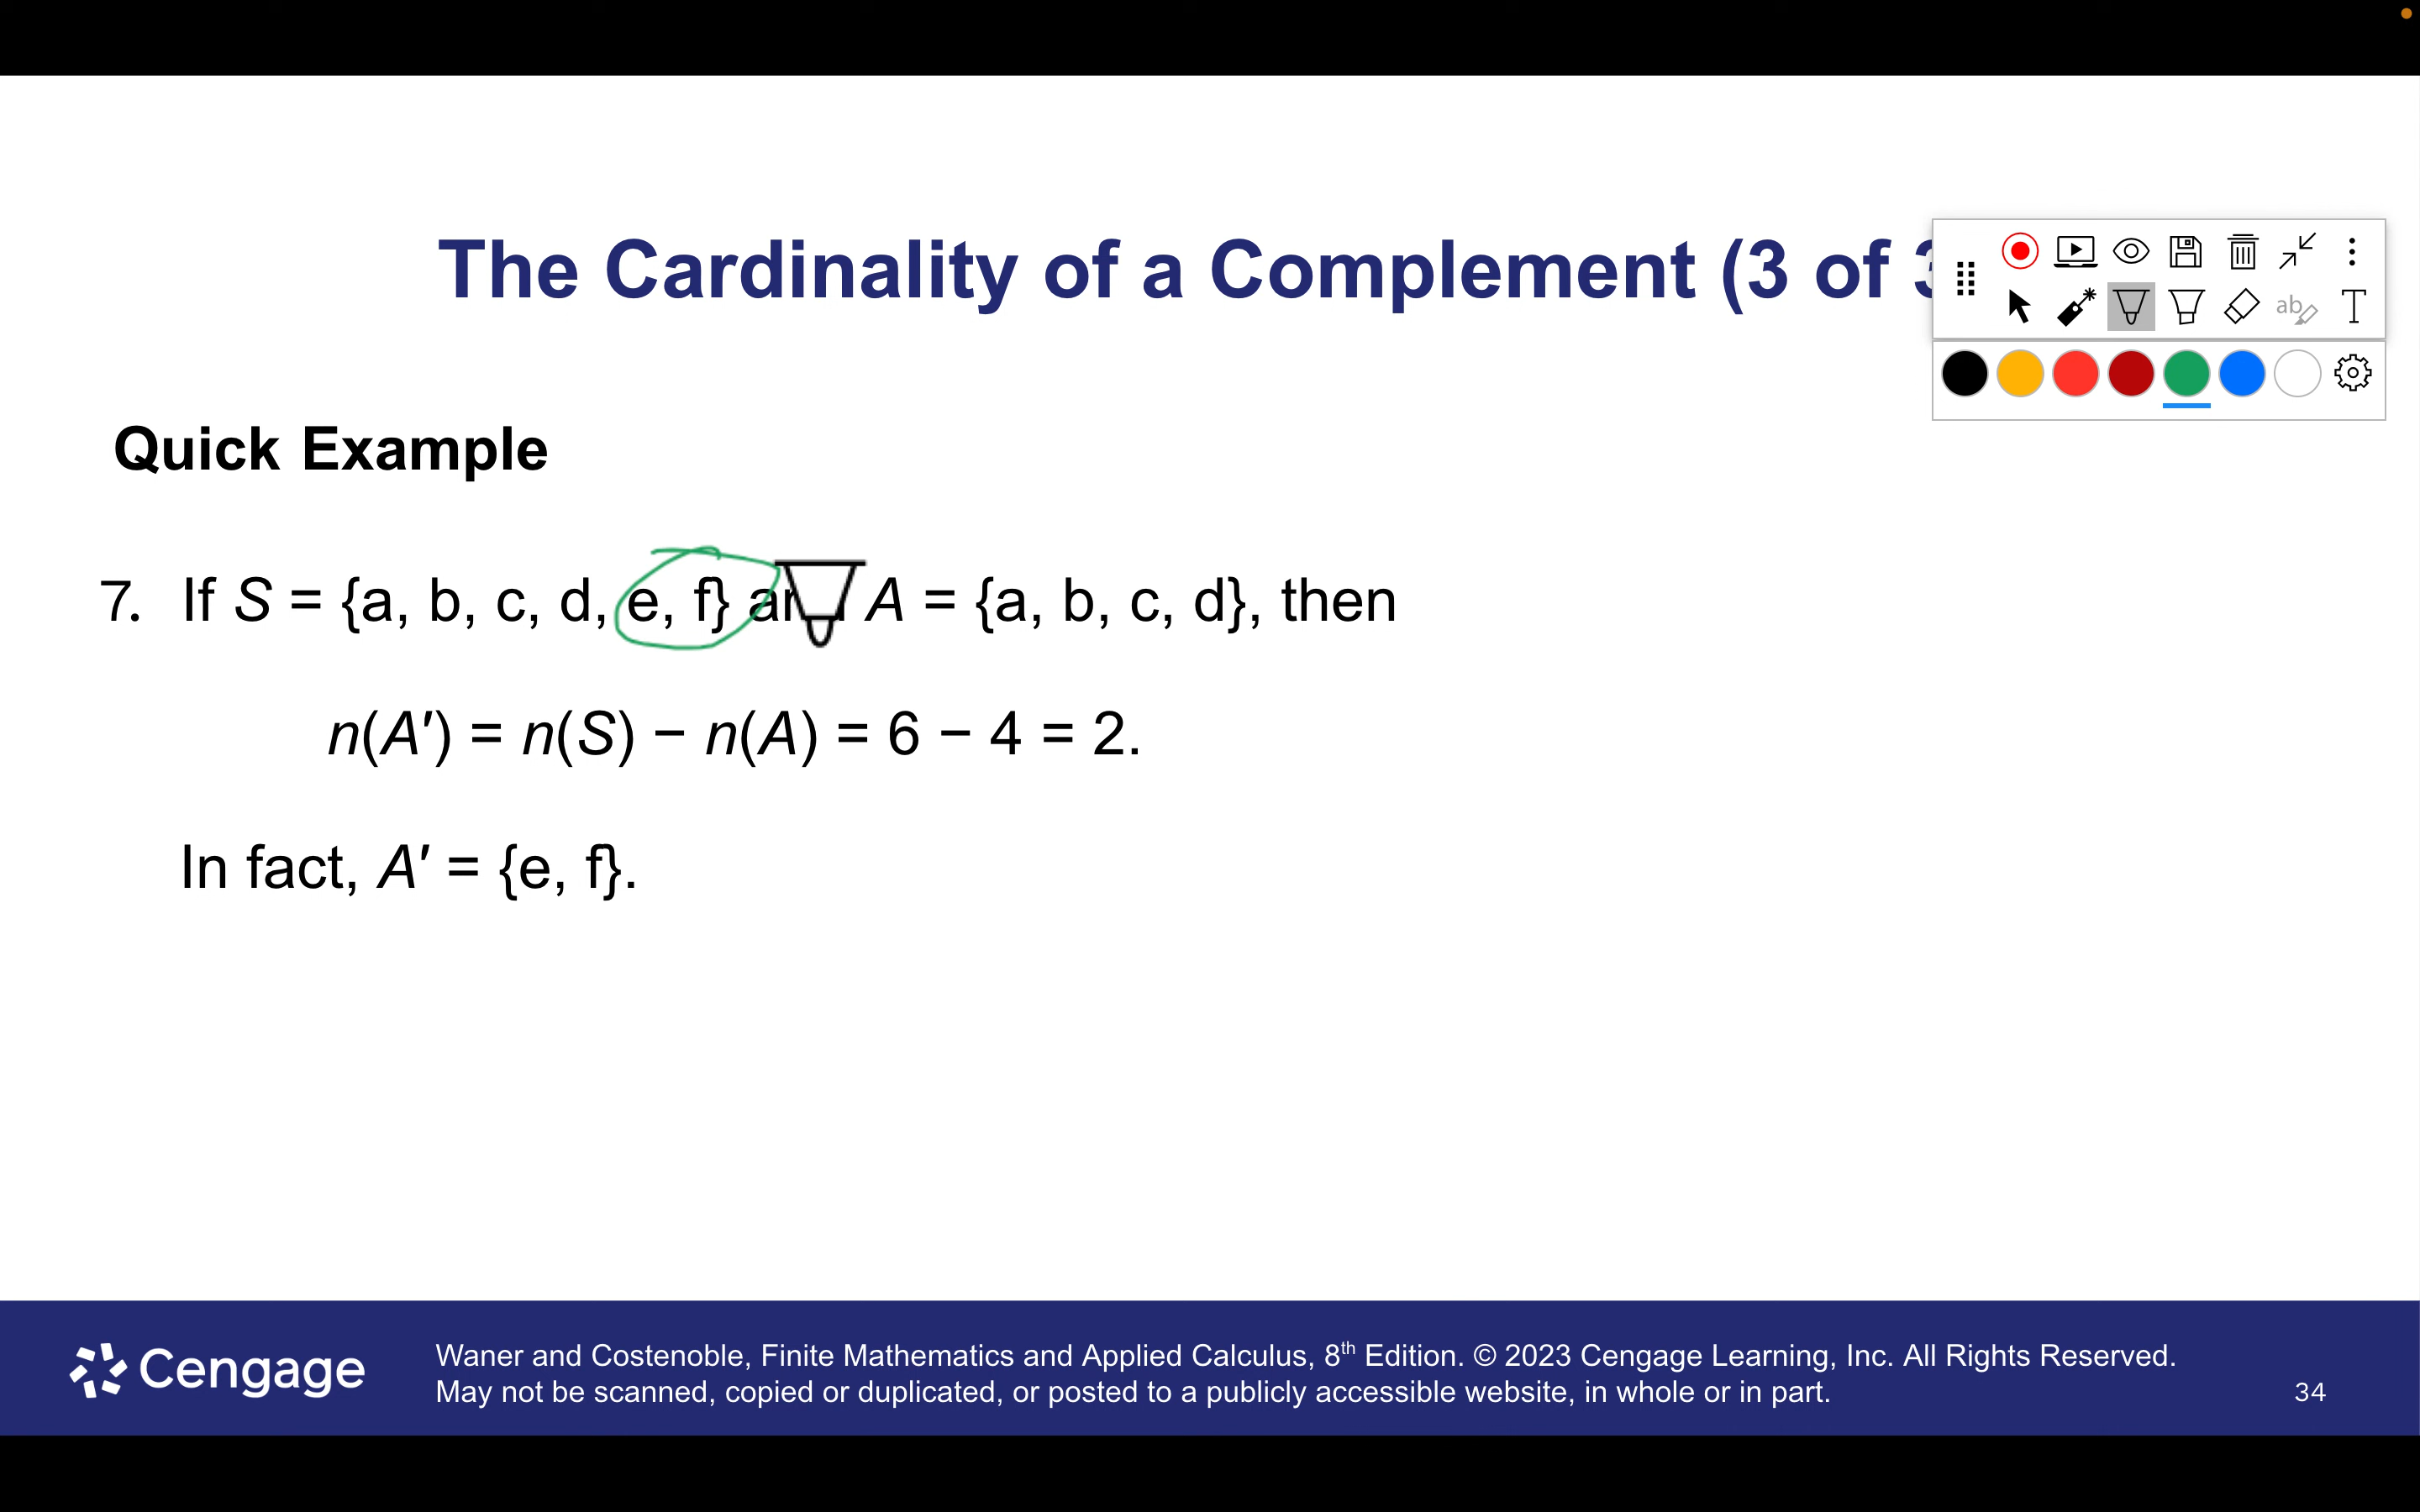 The Cardinality of a Complement (3 of 3
Quick Example
7. If S = {a, b, c, d, e, f} A = {a, b, c, d}, then
n(A′) = n(S) − n(A) = 6 − 4 = 2.
In fact, A′ = {e, f}.
ab
T
Cengage
Waner and Costenoble, Finite Mathematics and Applied Calculus, 8th Edition. © 2023 Cengage Learning, Inc. All Rights Reserved.
May not be scanned, copied or duplicated, or posted to a publicly accessible website, in whole or in part.
34